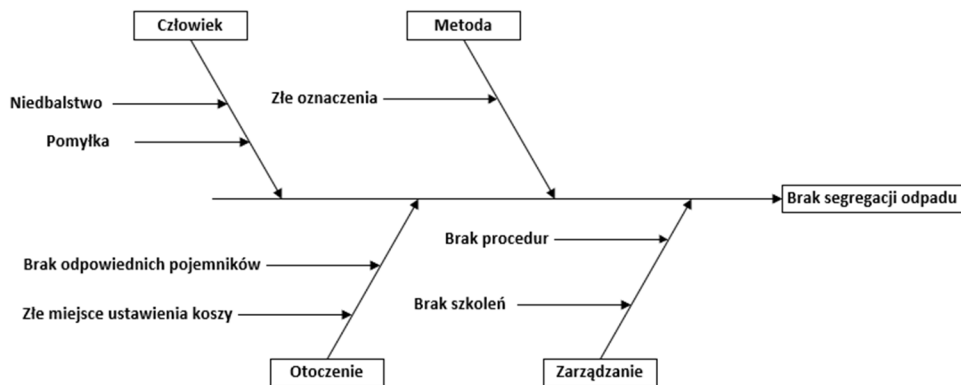 Człowiek
Metoda
Niedbalstwo
Złe oznaczenia
Pomyłka
Brak segregacji odpadu
Brak procedur
Brak odpowiednich pojemników
Brak szkoleń
Złe miejsce ustawienia koszy
Otoczenie
Zarządzanie